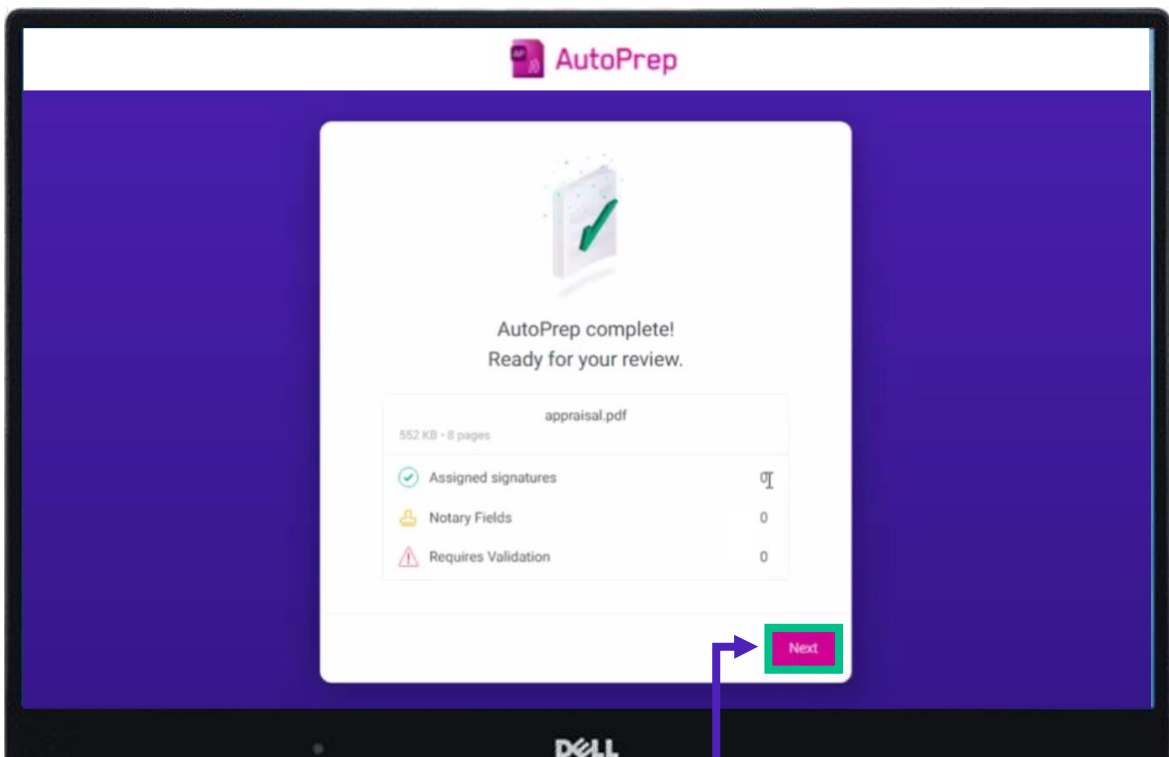 AutoPrep
AutoPrep complete!
Ready for your review.
appraisal.pdf
552 KB • 8 pages
Assigned signatures 0
Notary Fields 0
Requires Validation 0
Next
DELL